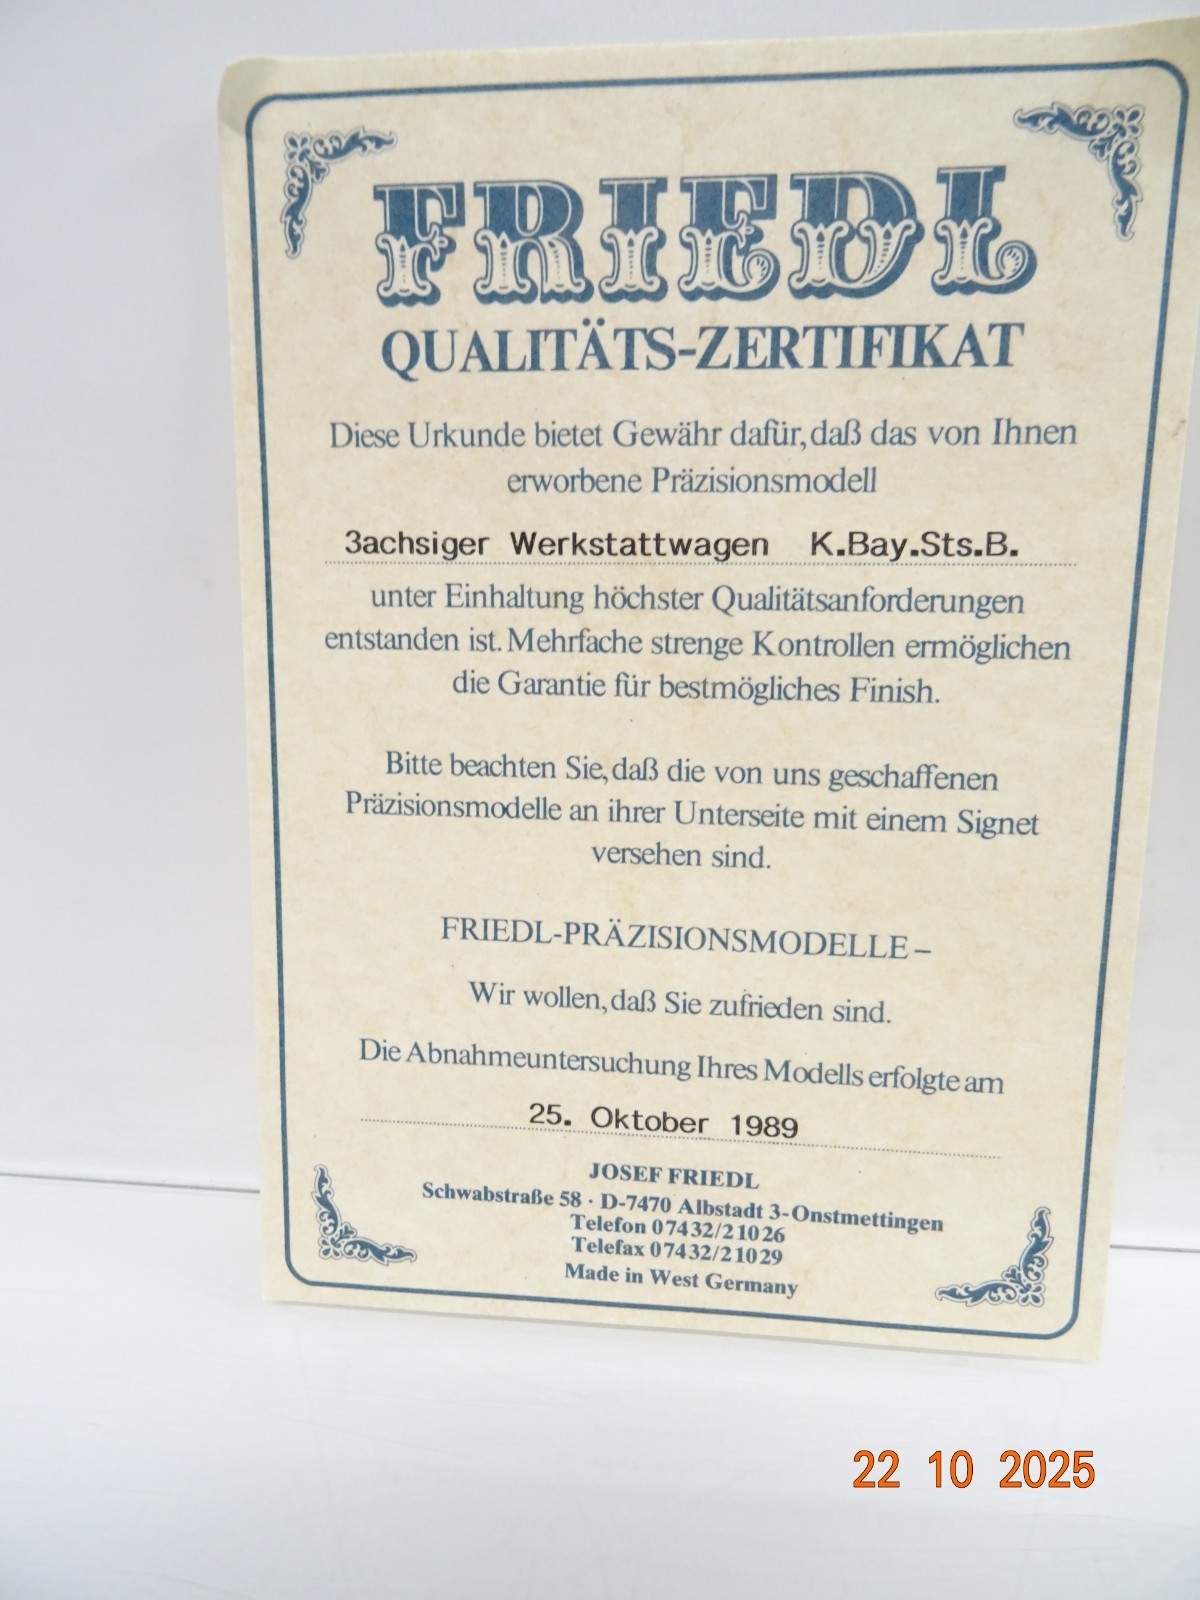 FRIEDL
QUALITÄTS-ZERTIFIKAT
Diese Urkunde bietet Gewähr dafür, daß das von Ihnen
erworbene Präzisionsmodell
3achsiger Werkstattwagen K.Bay.Sts.B.
unter Einhaltung höchster Qualitätsanforderungen
entstanden ist. Mehrfache strenge Kontrollen ermöglichen
die Garantie für bestmögliches Finish.
Bitte beachten Sie, daß die von uns geschaffenen
Präzisionsmodelle an ihrer Unterseite mit einem Signet
versehen sind.
FRIEDL-PRÄZISIONSMODELLE –
Wir wollen, daß Sie zufrieden sind.
Die Abnahmeuntersuchung Ihres Modells erfolgte am
25. Oktober 1989
JOSEF FRIEDL
Schwabstraße 58 · D-7470 Albstadt 3-Onstmettingen
Telefon 07432/21026
Telefax 07432/21029
Made in West Germany
22 10 2025